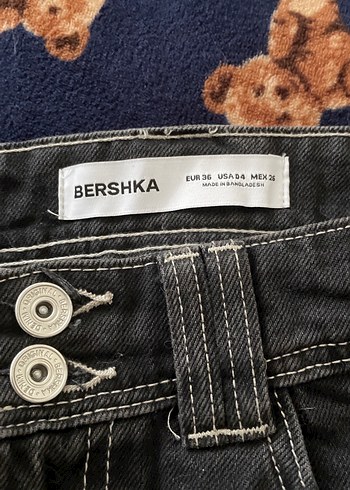 BERSHKA
EUR 36 USA 04 MEX 26
MADE IN BANGLADESH